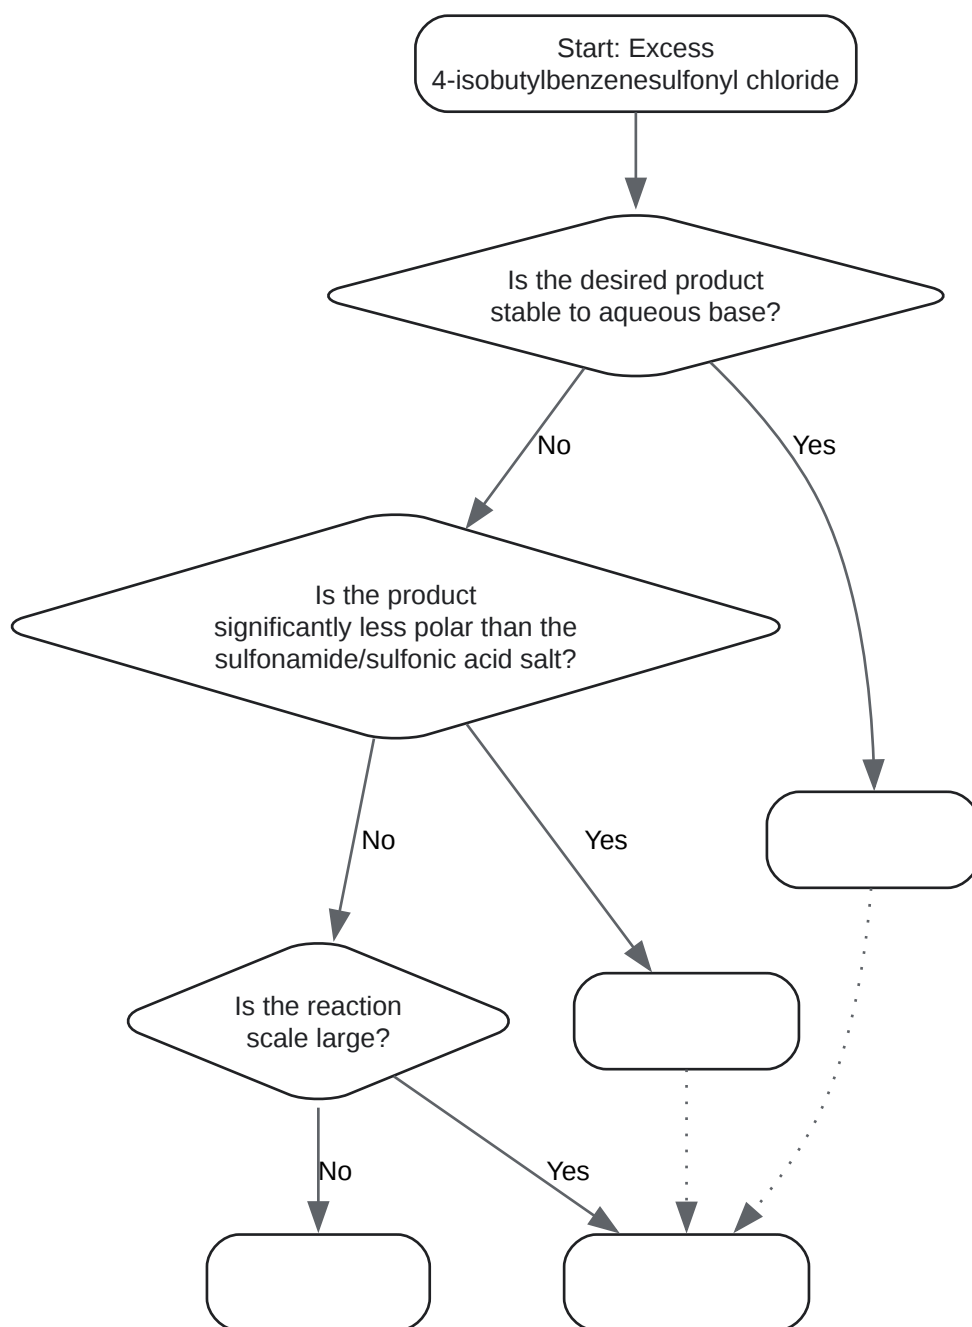 Start: Excess
4-isobutylbenzenesulfonyl chloride
Is the desired product
stable to aqueous base?
No
Yes
Is the product
significantly less polar than the
sulfonamide/sulfonic acid salt?
No
Yes
Is the reaction
scale large?
No
Yes